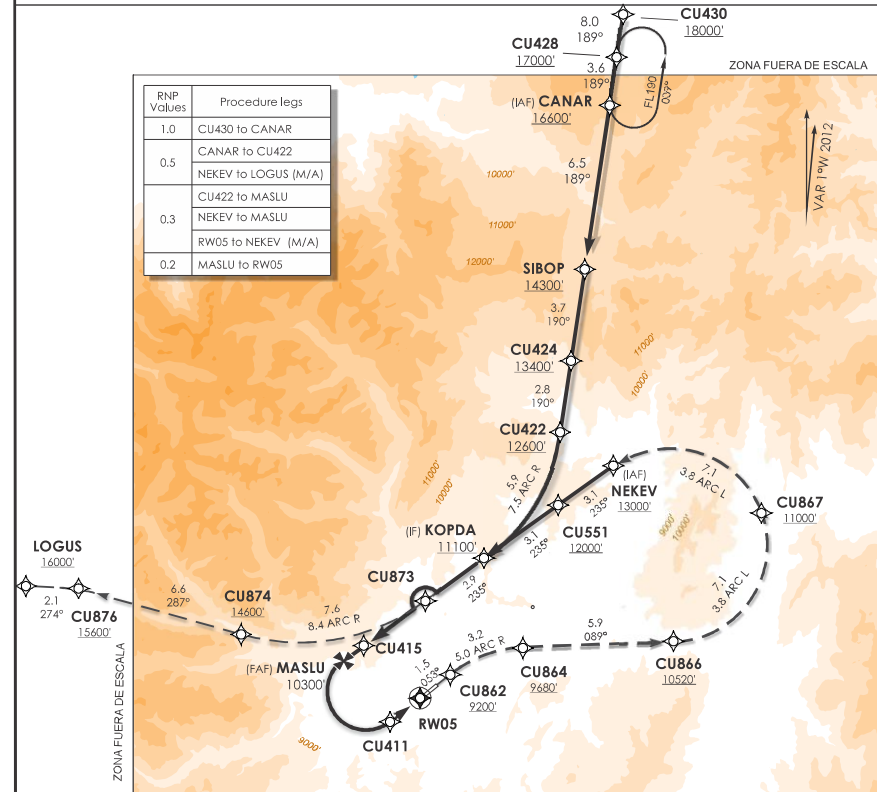 8.0
189°
CU430
18000'
CU428
17000'
3.6
189°
ZONA FUERA DE ESCALA
FL190
009°
(IAF) CANAR
16600'
RNP Values
Procedure legs
1.0
CU430 to CANAR
0.5
CANAR to CU422
NEKEV to LOGUS (M/A)
0.3
CU422 to MASLU
NEKEV to MASLU
RW05 to NEKEV (M/A)
0.2
MASLU to RW05
VAR 1°W 2012
6.5
189°
10000'
11000'
12000'
SIBOP
14300'
3.7
190°
CU424
13400'
11000'
10000'
2.8
190°
CU422
12600'
11000'
10000'
5.9
7.5 ARC R
(IAF)
NEKEV
13000'
7.1
3.8 ARC L
CU867
11000'
3.1
235°
CU551
12000'
9000'
10000'
(IF) KOPDA
11100'
3.1
235°
LOGUS
16000'
2.1
274°
CU876
15600'
6.6
287°
CU874
14600'
7.6
8.4 ARC R
CU873
2.9
235°
7.1
3.8 ARC L
CU415
(FAF) MASLU
10300'
1.5
053°
3.2
5.0 ARC R
5.9
089°
CU862
9200'
CU864
9680'
CU866
10520'
RW05
CU411
9000'
ZONA FUERA DE ESCALA